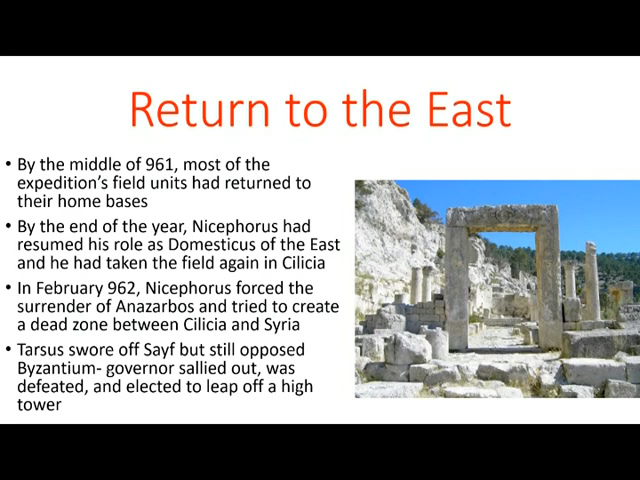 Return to the East
• By the middle of 961, most of the
expedition's field units had returned to
their home bases
• By the end of the year, Nicephorus had
resumed his role as Domesticus of the East
and he had taken the field again in Cilicia
• In February 962, Nicephorus forced the
surrender of Anazarbos and tried to create
a dead zone between Cilicia and Syria
• Tarsus swore off Sayf but still opposed
Byzantium- governor sallied out, was
defeated, and elected to leap off a high
tower